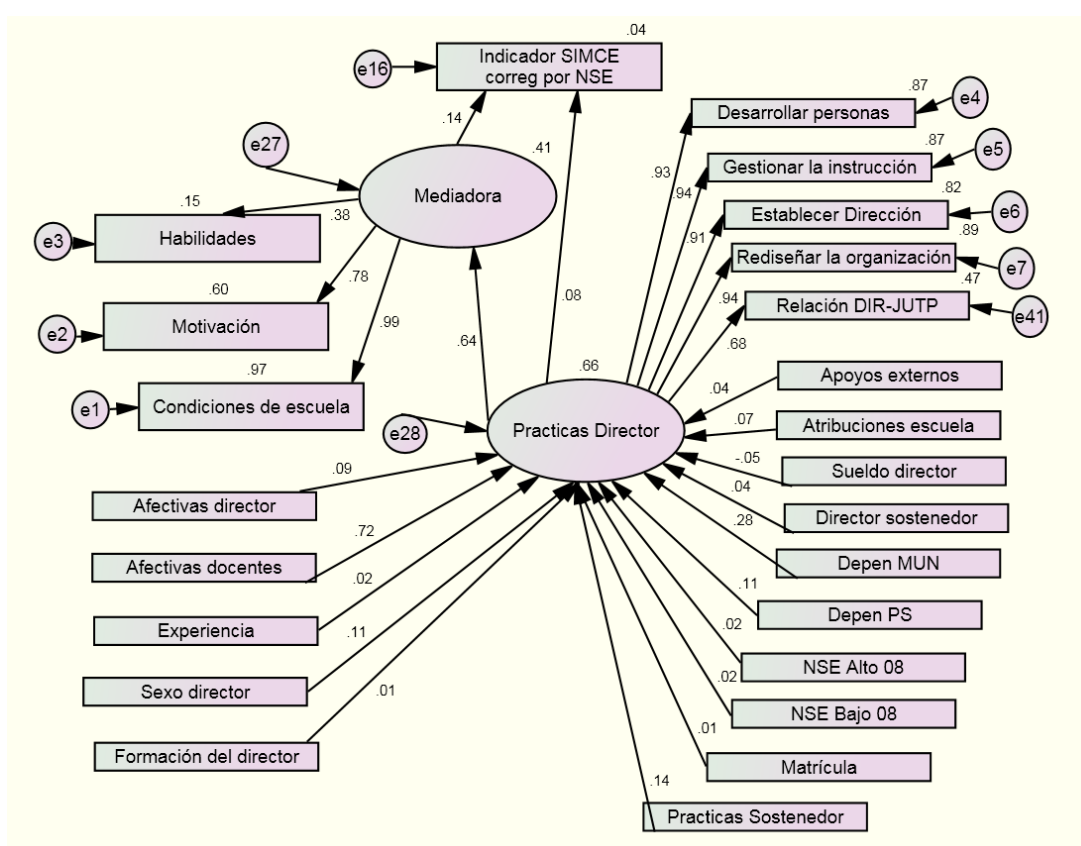 .04
e16
Indicador SIMCE
correg por NSE
.14
e27
.41
Mediadora
.15
.38
e3
Habilidades
.60
.78
e2
Motivación
.97
.99
e1
Condiciones de escuela
.64
.08
.87
e4
Desarrollar personas
.93
.87
e5
Gestionar la instrucción
.94
.82
e6
Establecer Dirección
.91
.89
e7
Rediseñar la organización
.94
.47
e41
Relación DIR-JUTP
.68
.66
e28
Practicas Director
.04
Apoyos externos
.07
Atribuciones escuela
-.05
Sueldo director
.04
Director sostenedor
.28
Depen MUN
.11
Depen PS
.02
NSE Alto 08
.02
NSE Bajo 08
.01
Matrícula
.14
Practicas Sostenedor
.09
Afectivas director
.72
Afectivas docentes
.02
Experiencia
.11
Sexo director
.01
Formación del director